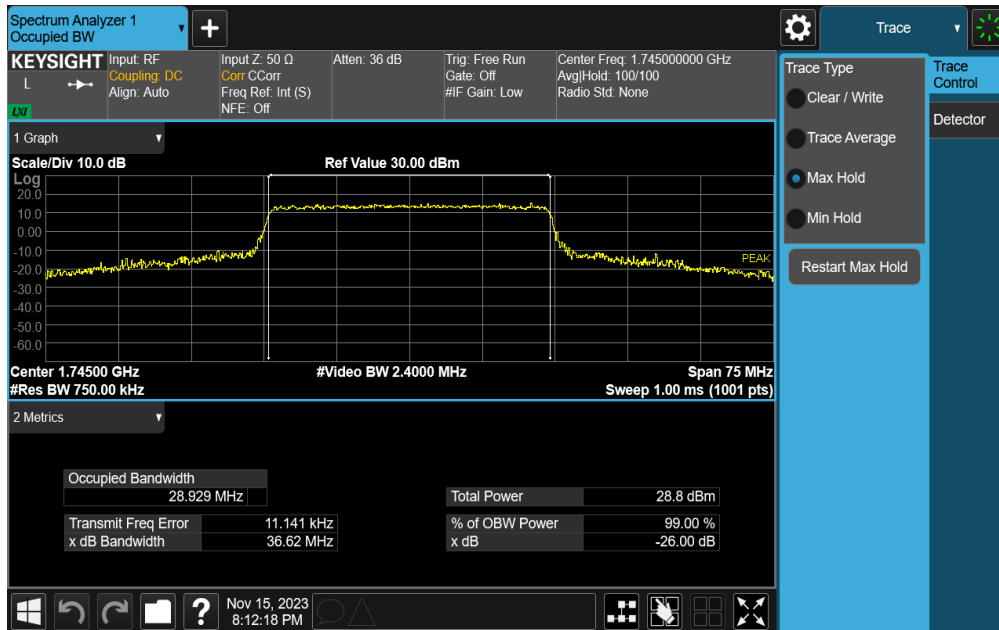 Spectrum Analyzer 1
Occupied BW
+
Trace
KEYSIGHT
L
LXI
Input: RF
Coupling: DC
Align: Auto
Input Z: 50 Ω
Corr CCorr
Freq Ref: Int (S)
NFE: Off
Atten: 36 dB
Trig: Free Run
Gate: Off
#IF Gain: Low
Center Freq: 1.745000000 GHz
Avg|Hold: 100/100
Radio Std: None
Trace Type
Clear / Write
Trace Average
Max Hold
Min Hold
Restart Max Hold
Trace
Control
Detector
1 Graph
Scale/Div 10.0 dB
Ref Value 30.00 dBm
Log
20.0
10.0
0.00
-10.0
-20.0
-30.0
-40.0
-50.0
-60.0
PEAK
Center 1.74500 GHz
#Video BW 2.4000 MHz
Span 75 MHz
#Res BW 750.00 kHz
Sweep 1.00 ms (1001 pts)
2 Metrics
Occupied Bandwidth
28.929 MHz
Transmit Freq Error 11.141 kHz
x dB Bandwidth 36.62 MHz
Total Power 28.8 dBm
% of OBW Power 99.00 %
x dB -26.00 dB
?
Nov 15, 2023
8:12:18 PM